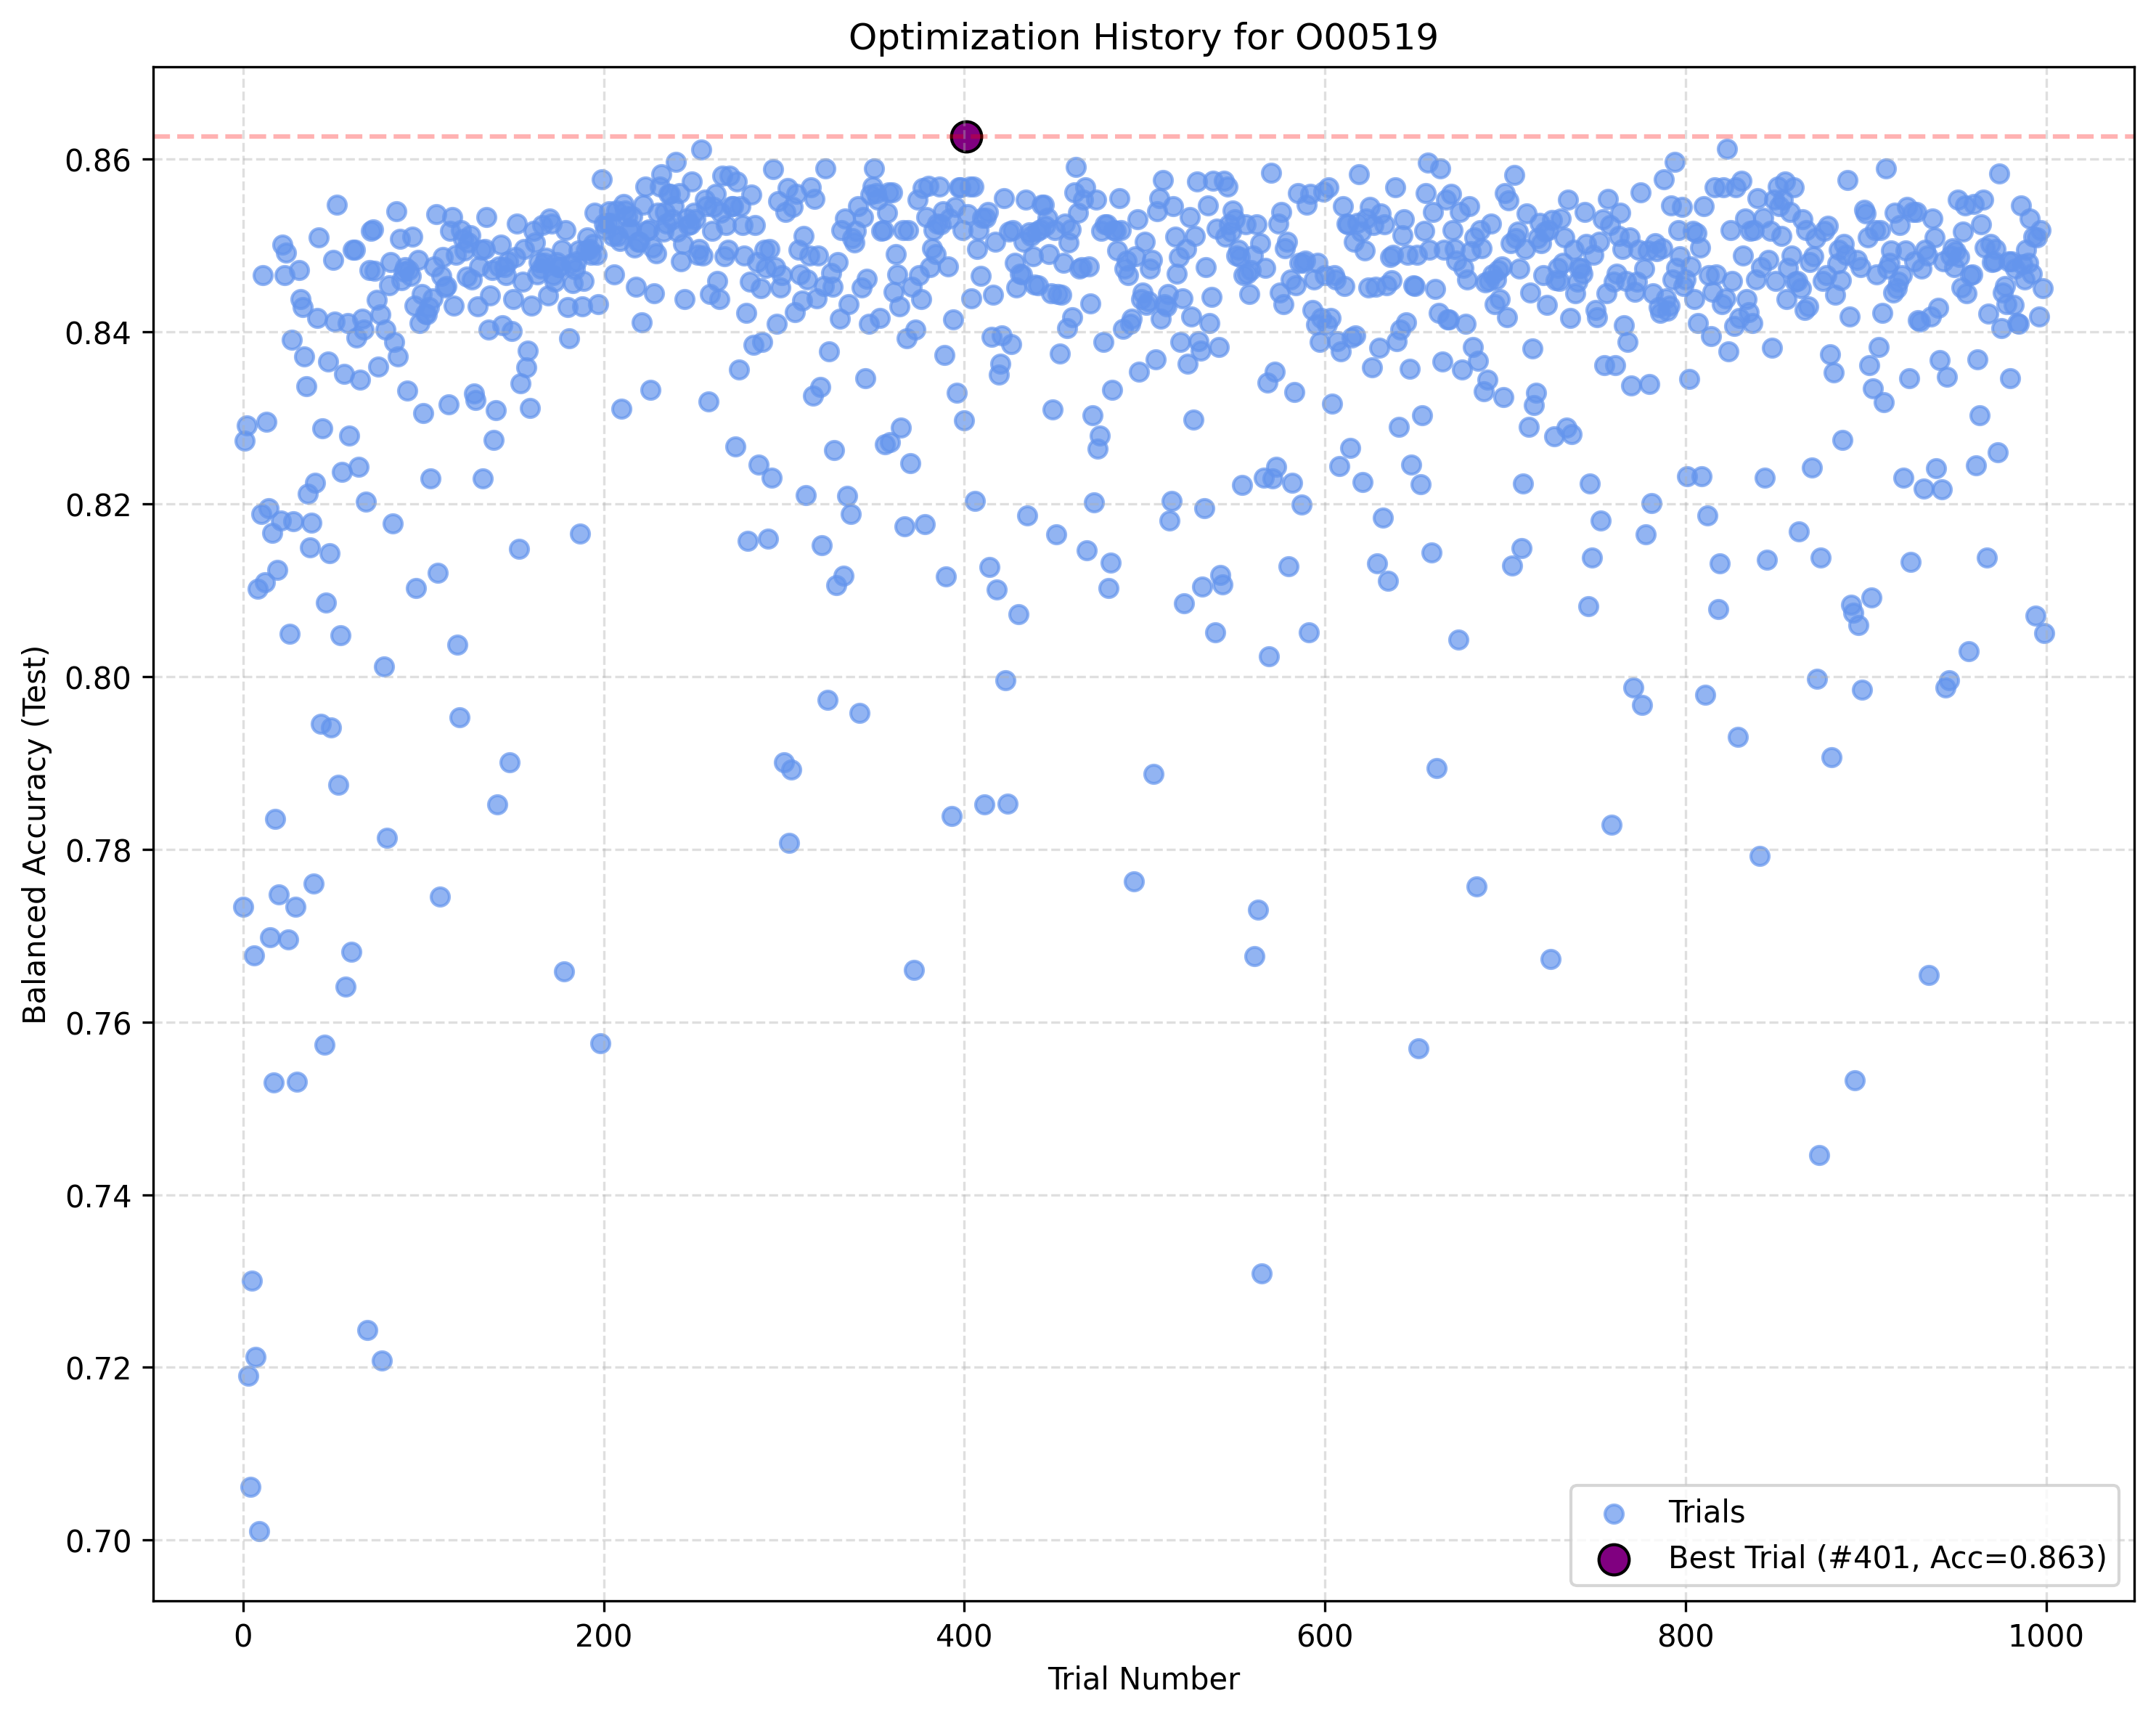 Optimization History for O00519
Balanced Accuracy (Test)
0.86
0.84
0.82
0.80
0.78
0.76
0.74
0.72
0.70
0 200 400 600 800 1000
Trial Number
Trials
Best Trial (#401, Acc=0.863)